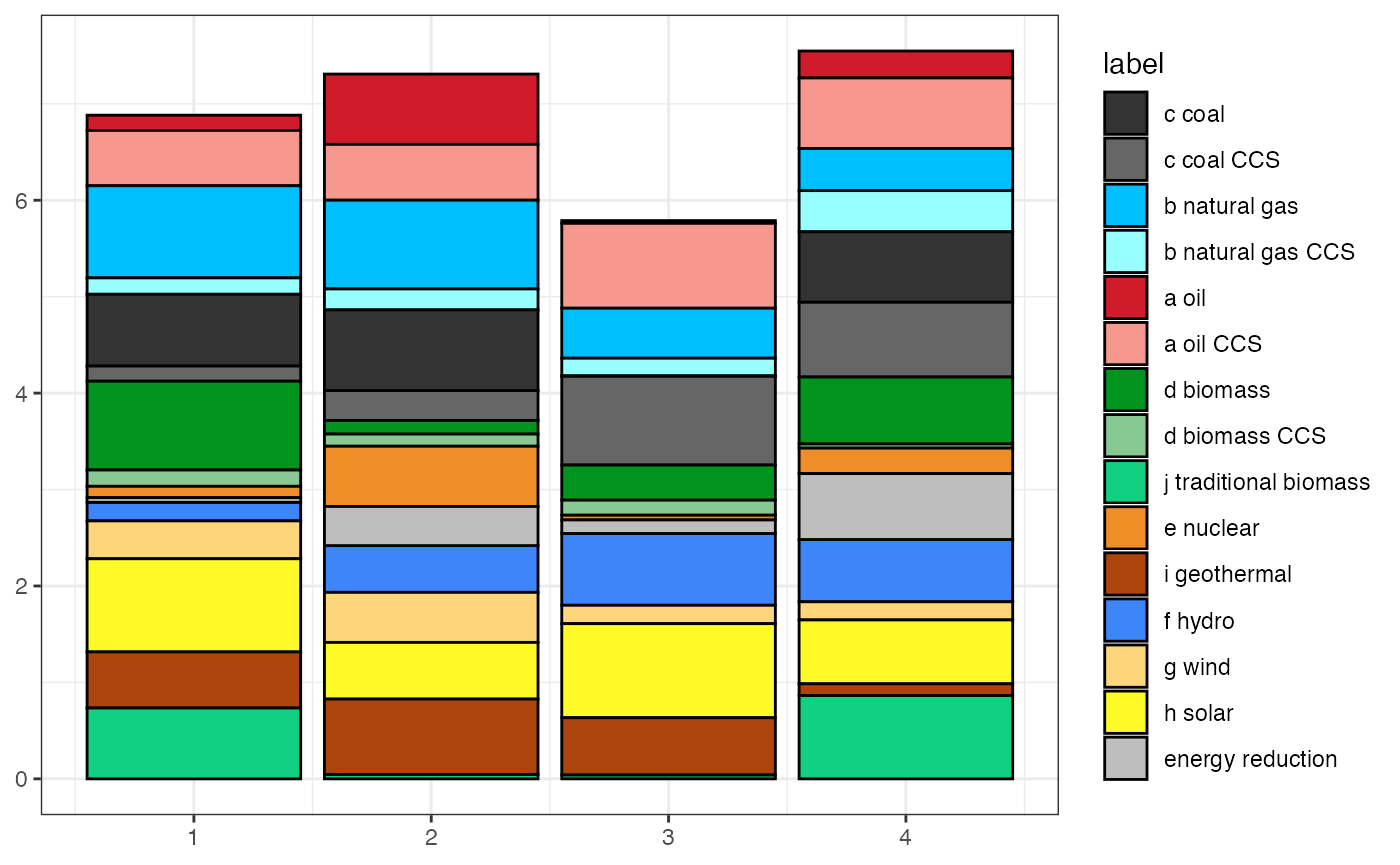 6
4
2
0
1 2 3 4
label
c coal
c coal CCS
b natural gas
b natural gas CCS
a oil
a oil CCS
d biomass
d biomass CCS
j traditional biomass
e nuclear
i geothermal
f hydro
g wind
h solar
energy reduction